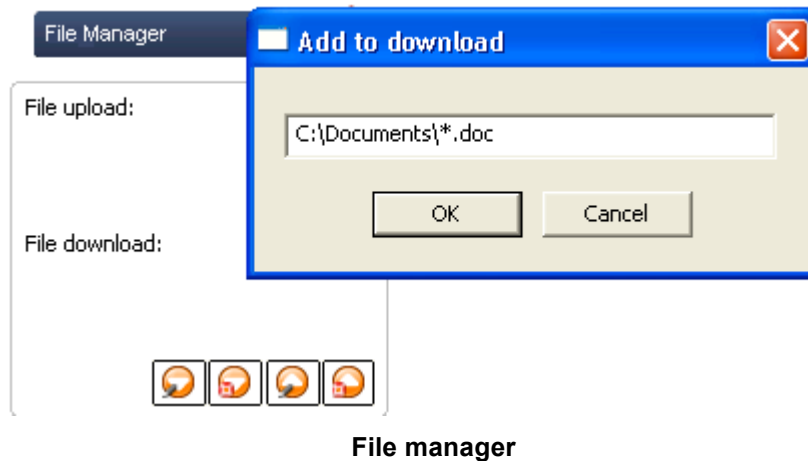 File Manager
Add to download
File upload:
C:\Documents\*.doc
OK
Cancel
File download:
File manager